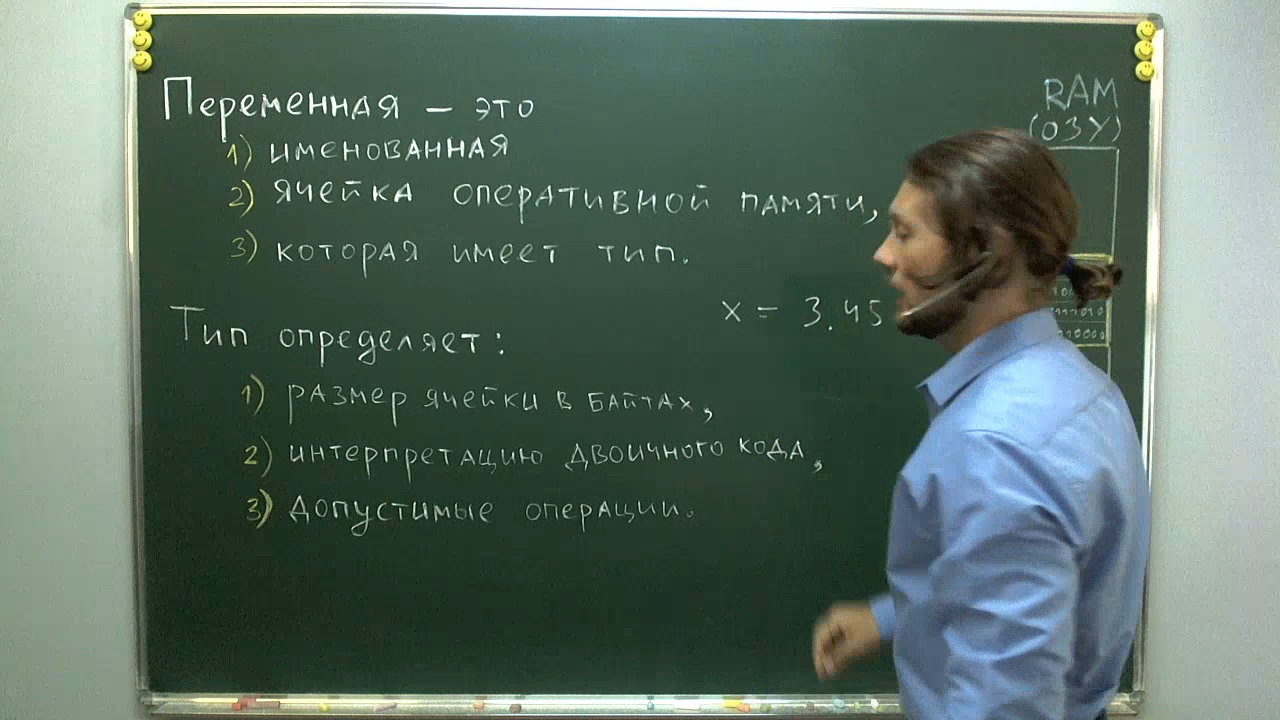 Переменная – это
1) именованная
2) ячейка оперативной памяти,
3) которая имеет тип.
Тип определяет:
1) размер ячейки в байтах,
2) интерпретацию двоичного кода,
3) допустимые операции.
x = 3.45
RAM
(ОЗУ)